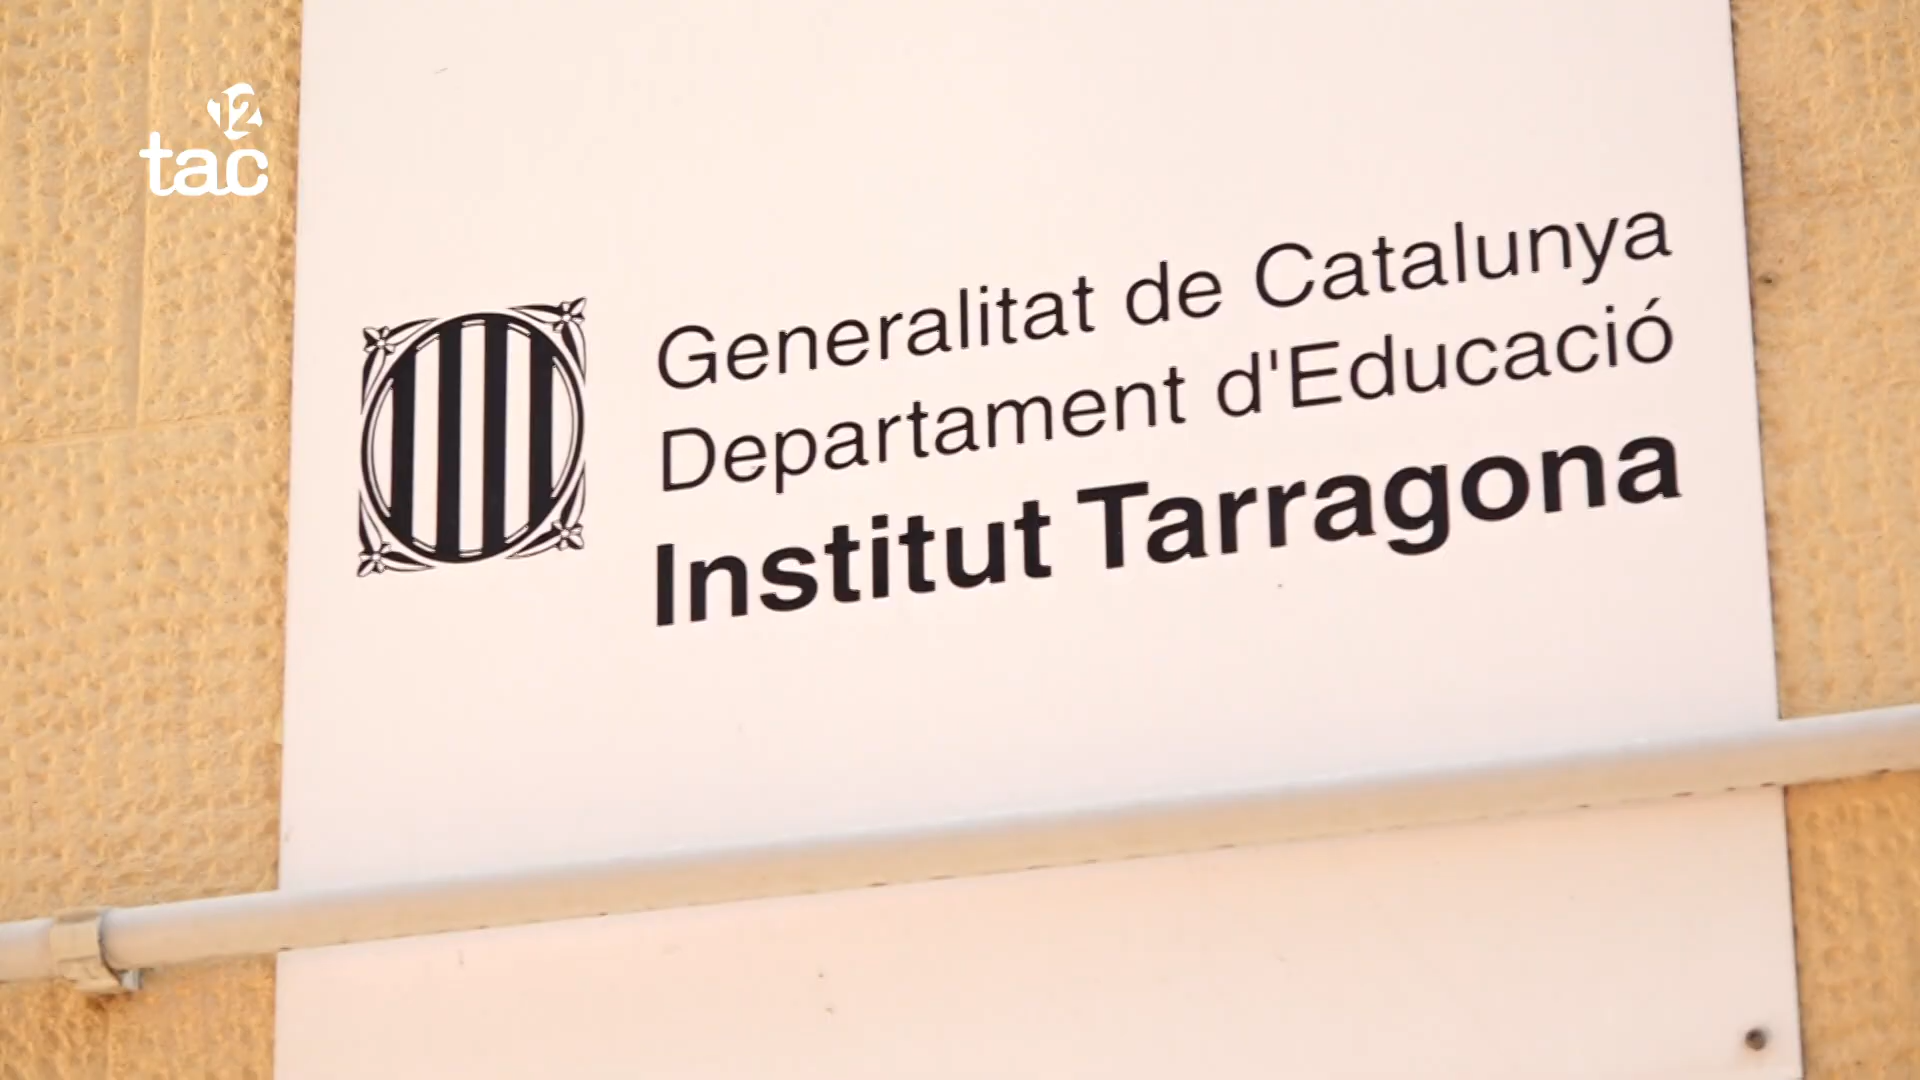 12
tac
Generalitat de Catalunya
Departament d'Educació
Institut Tarragona